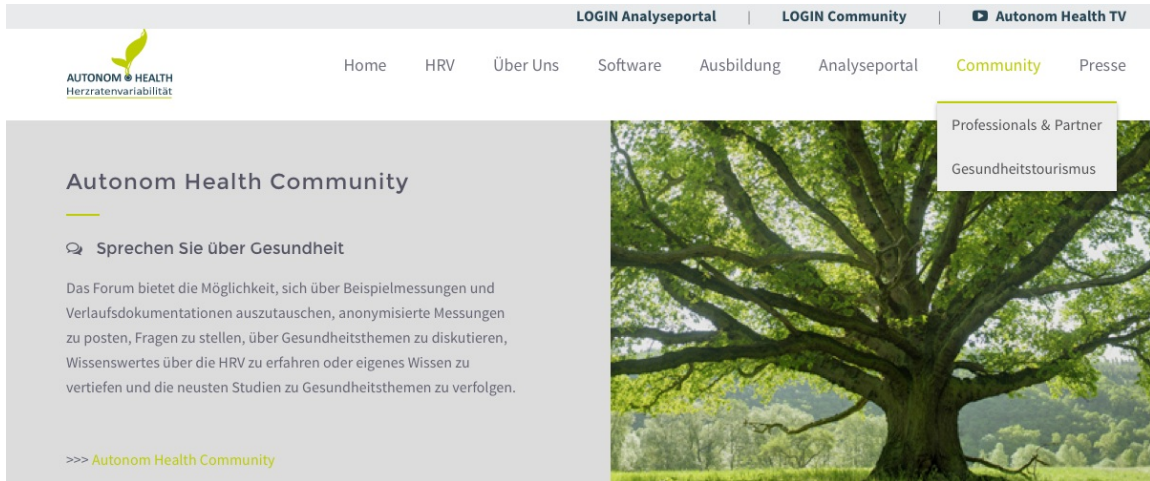 LOGIN Analyseportal | LOGIN Community | Autonom Health TV
AUTONOM HEALTH
Herzratenvariabilität
Home HRV Über Uns Software Ausbildung Analyseportal Community Presse
Professionals & Partner
Gesundheitstourismus
Autonom Health Community
Sprechen Sie über Gesundheit
Das Forum bietet die Möglichkeit, sich über Beispielmessungen und
Verlaufsdokumentationen auszutauschen, anonymisierte Messungen
zu posten, Fragen zu stellen, über Gesundheitsthemen zu diskutieren,
Wissenswertes über die HRV zu erfahren oder eigenes Wissen zu
vertiefen und die neusten Studien zu Gesundheitsthemen zu verfolgen.
>>> Autonom Health Community